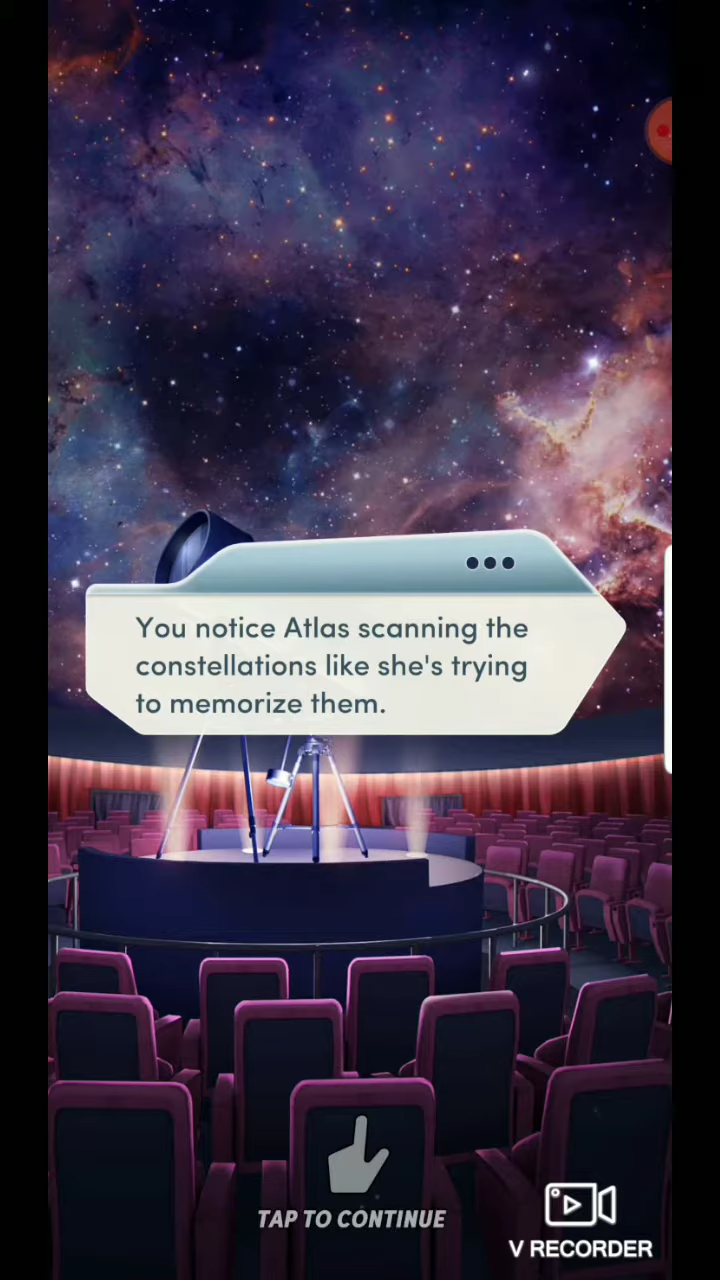 You notice Atlas scanning the
constellations like she's trying
to memorize them.
TAP TO CONTINUE
V RECORDER